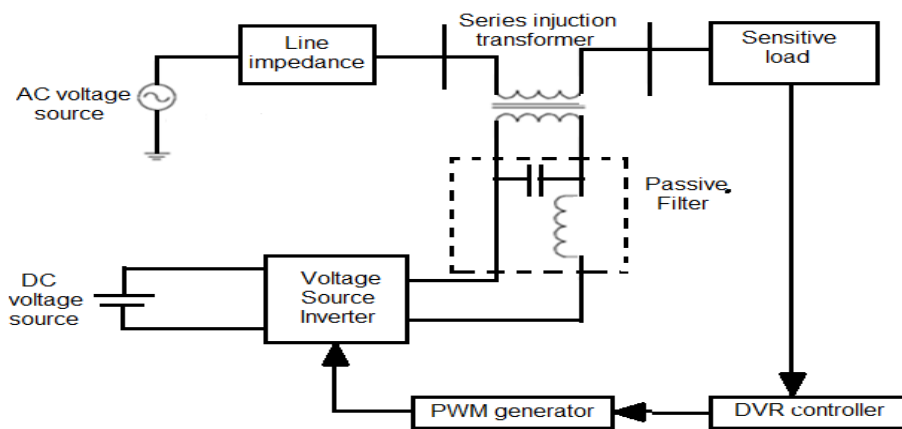 Series injuction
transformer
Line
impedance
Sensitive
load
AC voltage
source
Passive
Filter
DC
voltage
source
Voltage
Source
Inverter
PWM generator
DVR controller